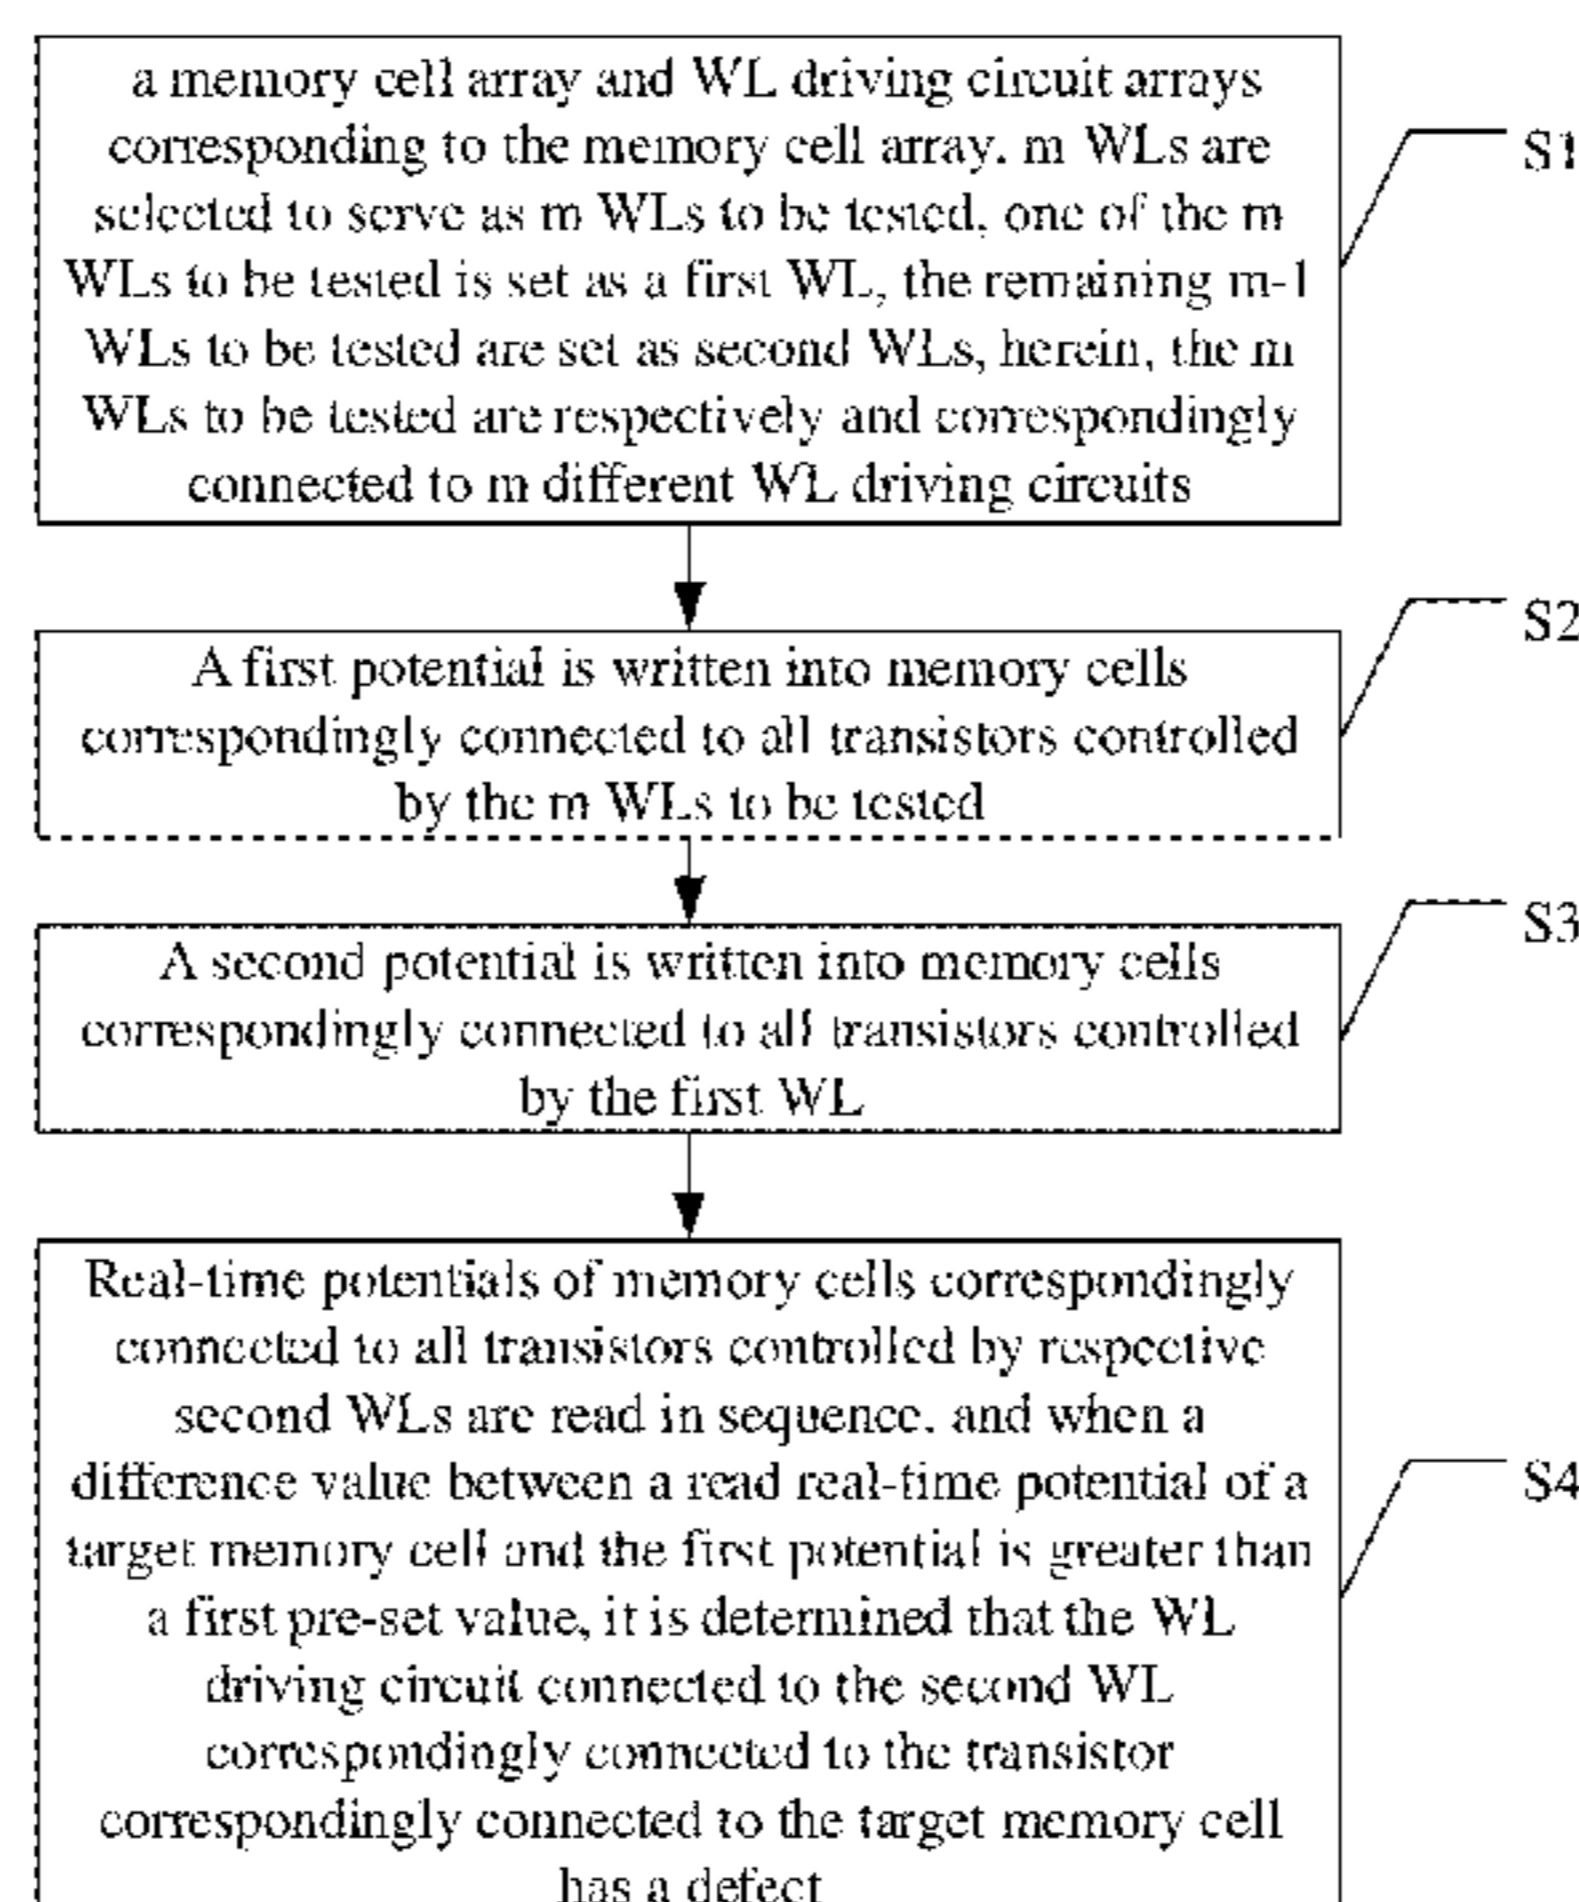 a memory cell array and WL driving circuit arrays
corresponding to the memory cell array. m WLs are
selected to serve as m WLs to be tested, one of the m
WLs to be tested is set as a first WL, the remaining m-1
WLs to be tested are set as second WLs, herein, the m
WLs to be tested are respectively and correspondingly
connected to m different WL driving circuits
S1
A first potential is written into memory cells
correspondingly connected to all transistors controlled
by the m WLs to be tested
S2
A second potential is written into memory cells
correspondingly connected to all transistors controlled
by the first WL
S3
Real-time potentials of memory cells correspondingly
connected to all transistors controlled by respective
second WLs are read in sequence. and when a
difference value between a read real-time potential of a
target memory cell and the first potential is greater than
a first pre-set value, it is determined that the WL
driving circuit connected to the second WL
correspondingly connected to the transistor
correspondingly connected to the target memory cell
has a defect
S4